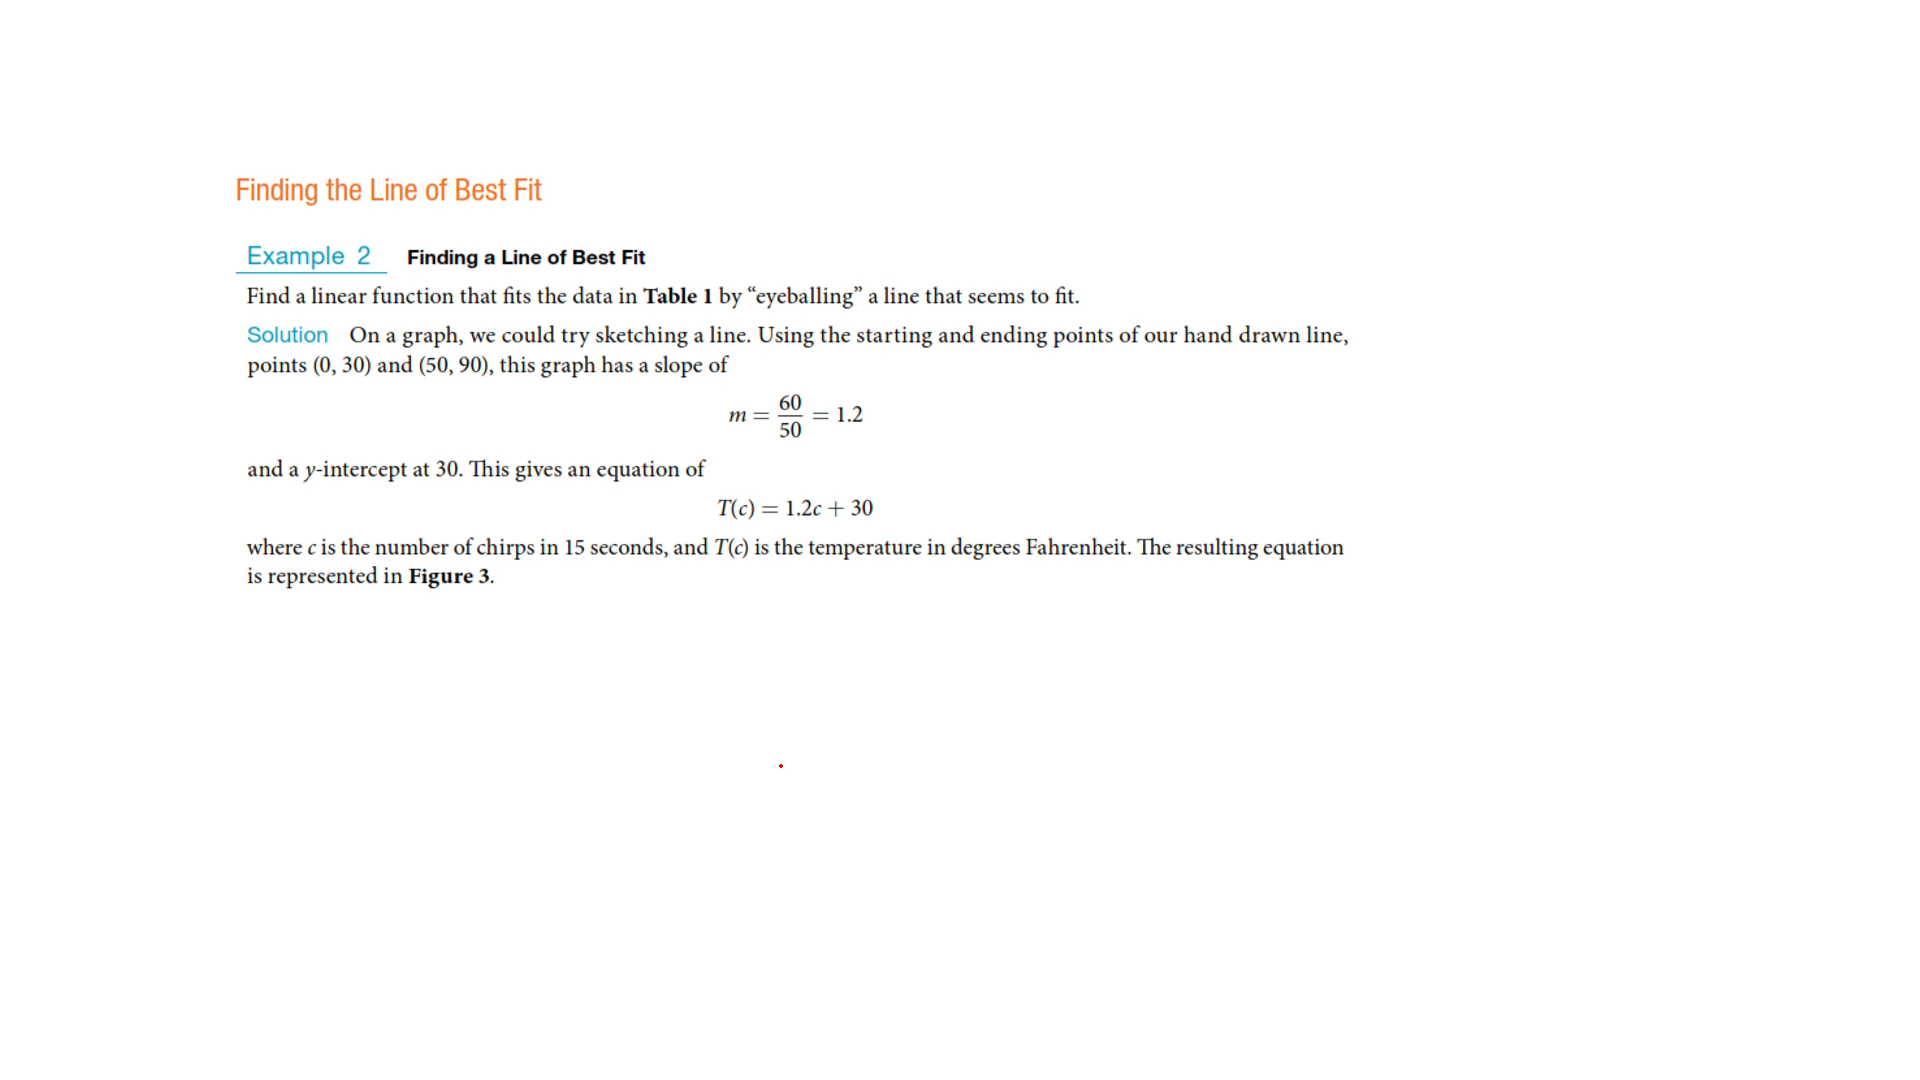 Finding the Line of Best Fit
Example 2 Finding a Line of Best Fit
Find a linear function that fits the data in Table 1 by “eyeballing” a line that seems to fit.
Solution On a graph, we could try sketching a line. Using the starting and ending points of our hand drawn line,
points (0, 30) and (50, 90), this graph has a slope of
m = 60/50 = 1.2
and a y-intercept at 30. This gives an equation of
T(c) = 1.2c + 30
where c is the number of chirps in 15 seconds, and T(c) is the temperature in degrees Fahrenheit. The resulting equation
is represented in Figure 3.